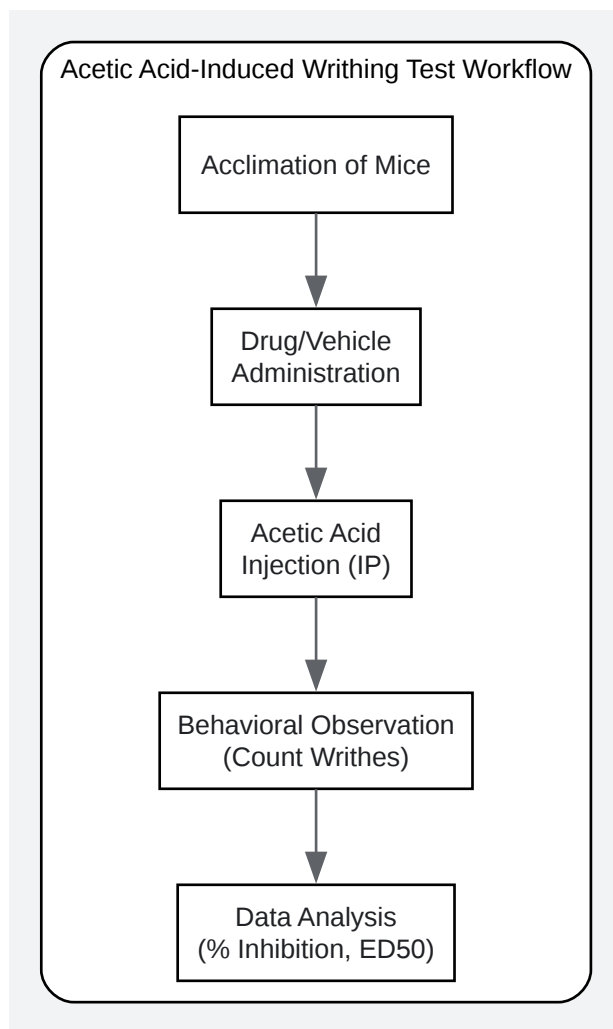 Acetic Acid-Induced Writhing Test Workflow
Acclimation of Mice
Drug/Vehicle
Administration
Acetic Acid
Injection (IP)
Behavioral Observation
(Count Writhes)
Data Analysis
(% Inhibition, ED50)